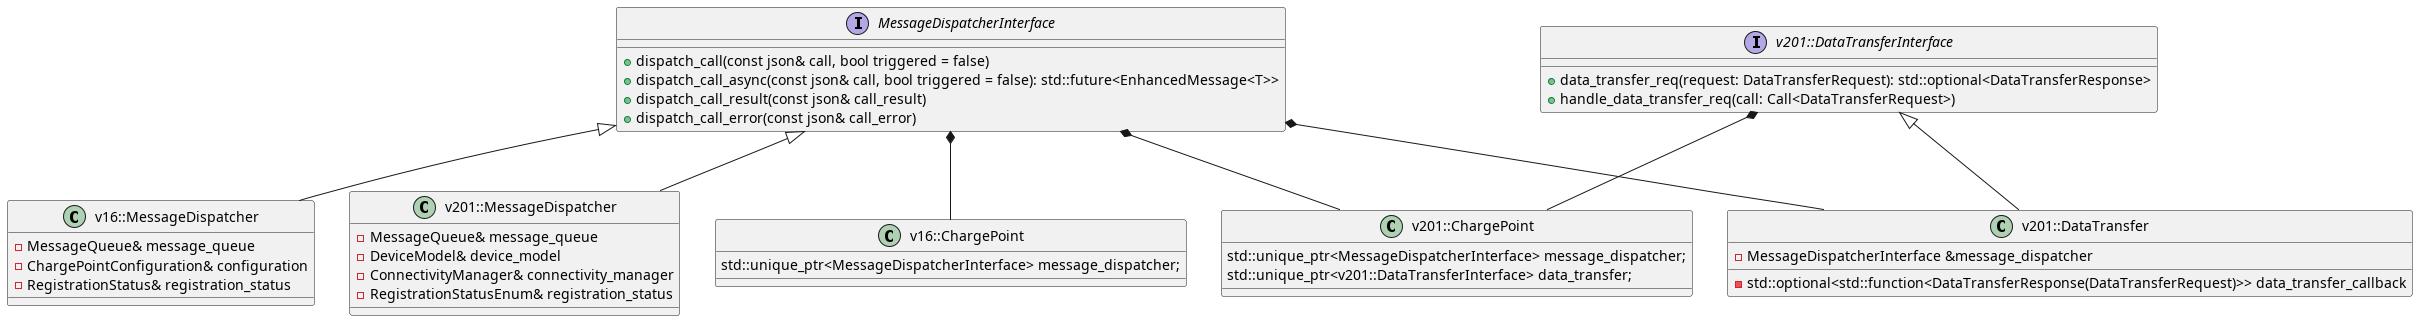 I MessageDispatcherInterface
dispatch_call(const json& call, bool triggered = false)
dispatch_call_async(const json& call, bool triggered = false): std::future<EnhancedMessage<T>>
dispatch_call_result(const json& call_result)
dispatch_call_error(const json& call_error)
I v201::DataTransferInterface
data_transfer_req(request: DataTransferRequest): std::optional<DataTransferResponse>
handle_data_transfer_req(call: Call<DataTransferRequest>)
C v16::MessageDispatcher
MessageQueue& message_queue
ChargePointConfiguration& configuration
RegistrationStatus& registration_status
C v201::MessageDispatcher
MessageQueue& message_queue
DeviceModel& device_model
ConnectivityManager& connectivity_manager
RegistrationStatusEnum& registration_status
C v16::ChargePoint
std::unique_ptr<MessageDispatcherInterface> message_dispatcher;
C v201::ChargePoint
std::unique_ptr<MessageDispatcherInterface> message_dispatcher;
std::unique_ptr<v201::DataTransferInterface> data_transfer;
C v201::DataTransfer
MessageDispatcherInterface &message_dispatcher
std::optional<std::function<DataTransferResponse(DataTransferRequest)>> data_transfer_callback